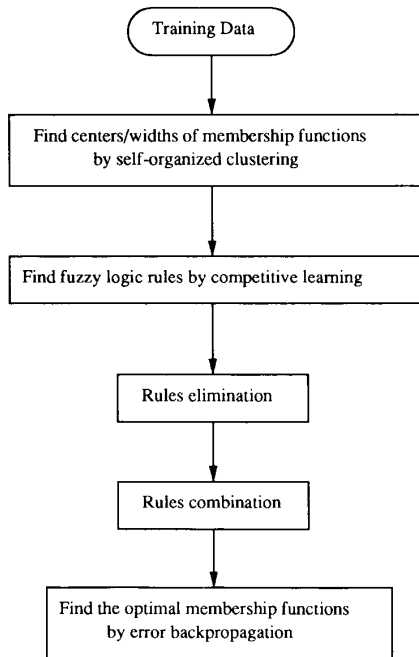 Training Data
Find centers/widths of membership functions
by self-organized clustering
Find fuzzy logic rules by competitive learning
Rules elimination
Rules combination
Find the optimal membership functions
by error backpropagation